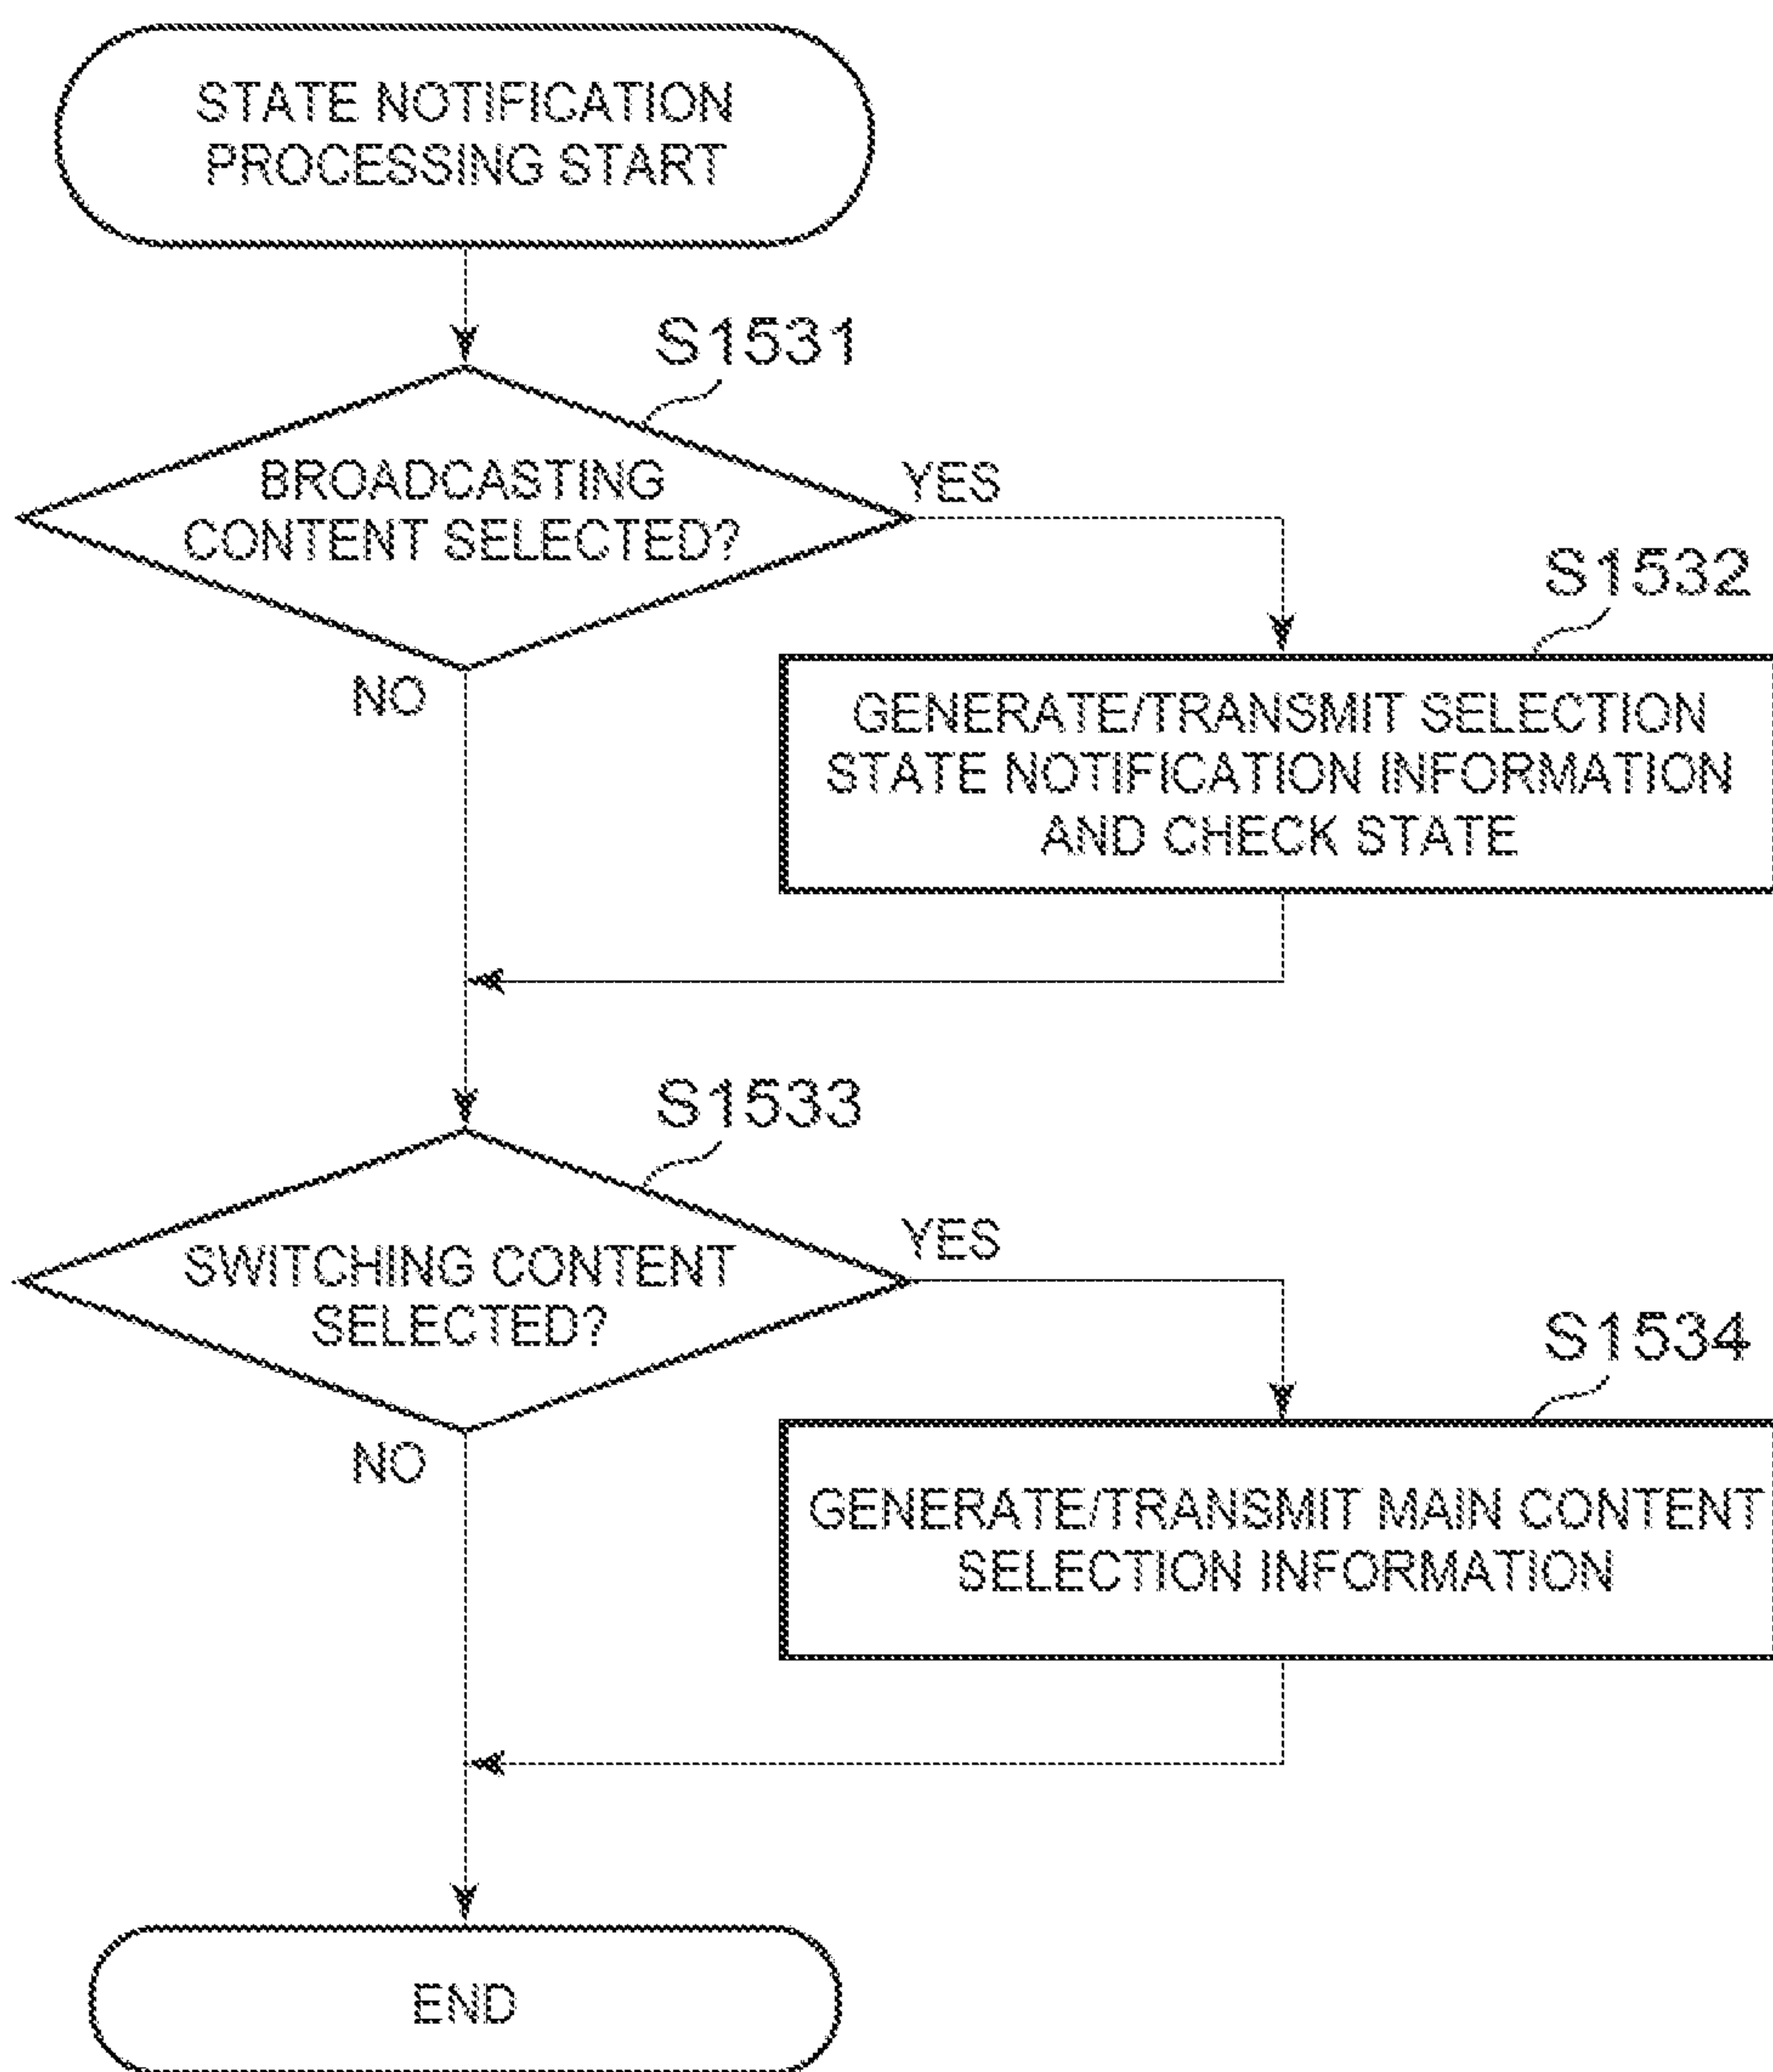 STATE NOTIFICATION
PROCESSING START
S1531
BROADCASTING
CONTENT SELECTED?
YES
NO
S1532
GENERATE/TRANSMIT SELECTION
STATE NOTIFICATION INFORMATION
AND CHECK STATE
S1533
SWITCHING CONTENT
SELECTED?
YES
NO
S1534
GENERATE/TRANSMIT MAIN CONTENT
SELECTION INFORMATION
END